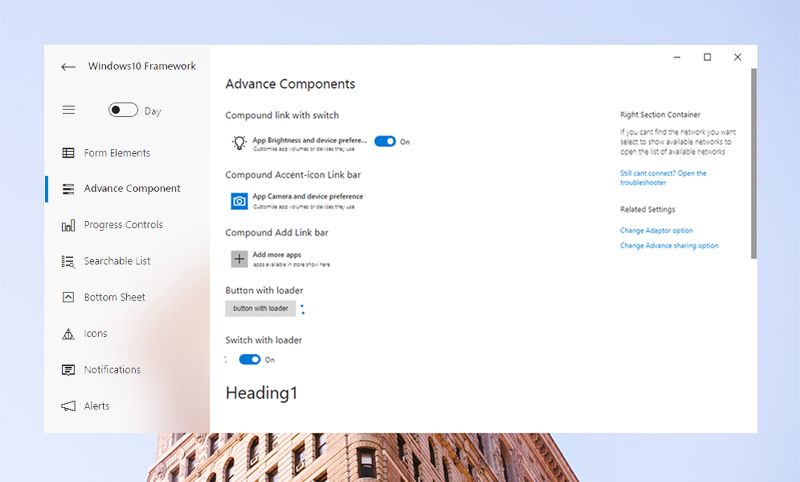 Windows10 Framework
Day
Form Elements
Advance Component
Progress Controls
Searchable List
Bottom Sheet
Icons
Notifications
Alerts
Advance Components
Compound link with switch
App Brightness and device prefere...
On
Customise app volumes or devices they use
Compound Accent-icon Link bar
App Camera and device preference
Customise app volumes or devices they use
Compound Add Link bar
Add more apps
apps available in store show here
Button with loader
button with loader
Switch with loader
On
Heading1
Right Section Container
If you cant find the network you want
select to show available networks to
open the list of available networks
Still cant connect? Open the
troubleshooter
Related Settings
Change Adaptor option
Change Advance sharing option